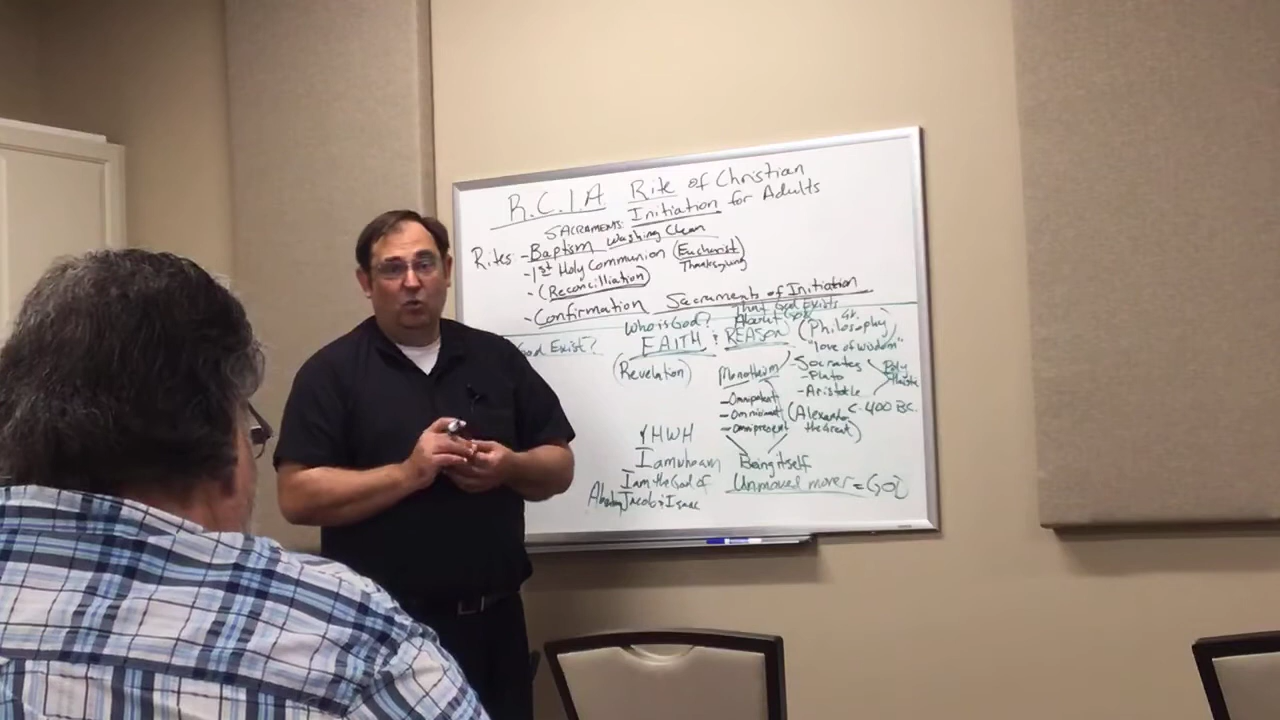 R.C.I.A Rite of Christian
Initiation for Adults
SACRAMENTS:
Rites: - Baptism Washing Clean
- 1st Holy Communion (Eucharist)
Thanksgiving
- (Reconcilliation)
- Confirmation Sacraments of Initiation
God Exist?
Who is God?
That God Exists
About God
FAITH & REASON
(Revelation)
Gk.
(Philosophy)
"love of wisdom"
Monotheism
- Socrates
- Plato
- Aristotle
Poly
theistic
- Omnipotent
- Omnipresent
(Alexander
the Great)
C. 400 BC.
YHWH
I am who am
I am the God of
Jacob & Isaac
Being itself
Unmoved mover = GOD